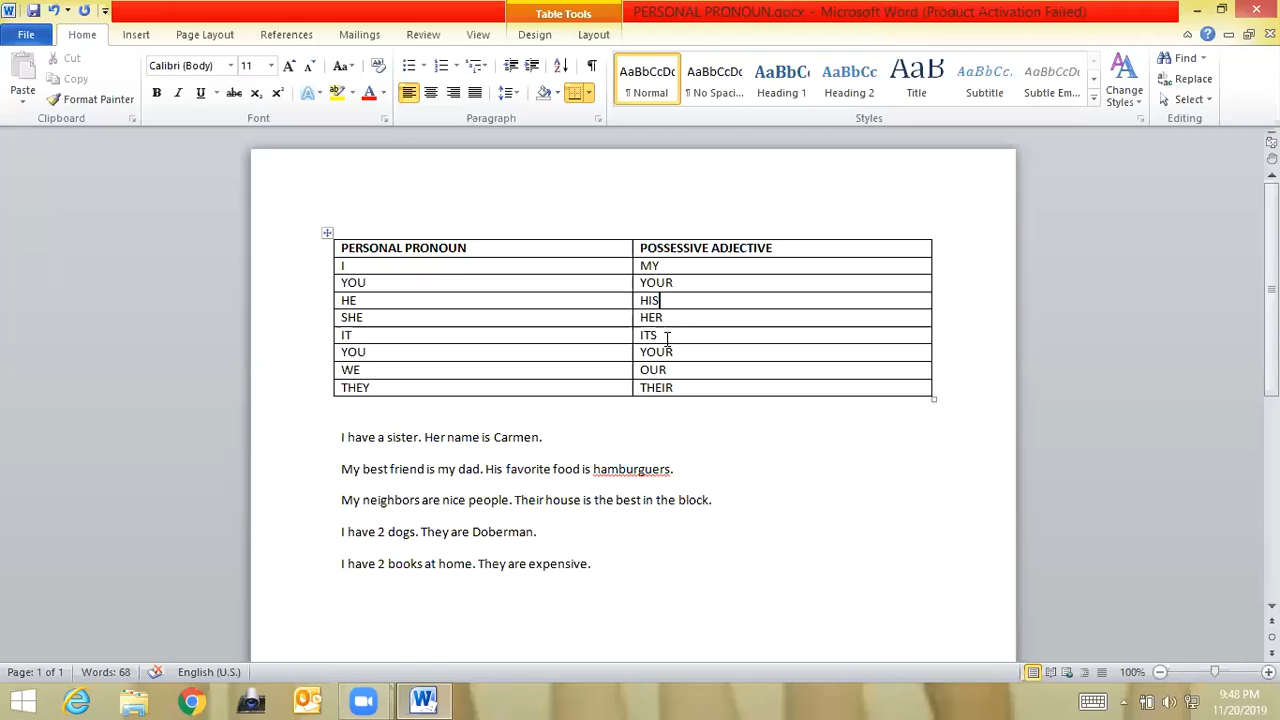 Table Tools
PERSONAL PRONOUN.docx - Microsoft Word (Product Activation Failed)
File Home Insert Page Layout References Mailings Review View Design Layout
Cut
Copy
Format Painter
Paste
Calibri (Body) 11
AaBbCcDc AaBbCcDc AaBbC AaBbCc AaB AaBbCc. AaBbCcDc
¶ Normal ¶ No Spaci... Heading 1 Heading 2 Title Subtitle Subtle Em...
Change
Styles
Find
Replace
Select
Clipboard Font Paragraph Styles Editing
PERSONAL PRONOUN POSSESSIVE ADJECTIVE
I MY
YOU YOUR
HE HIS
SHE HER
IT ITS
YOU YOUR
WE OUR
THEY THEIR
I have a sister. Her name is Carmen.
My best friend is my dad. His favorite food is hamburguers.
My neighbors are nice people. Their house is the best in the block.
I have 2 dogs. They are Doberman.
I have 2 books at home. They are expensive.
Page: 1 of 1 Words: 68 English (U.S.) 100%
9:48 PM
11/20/2019